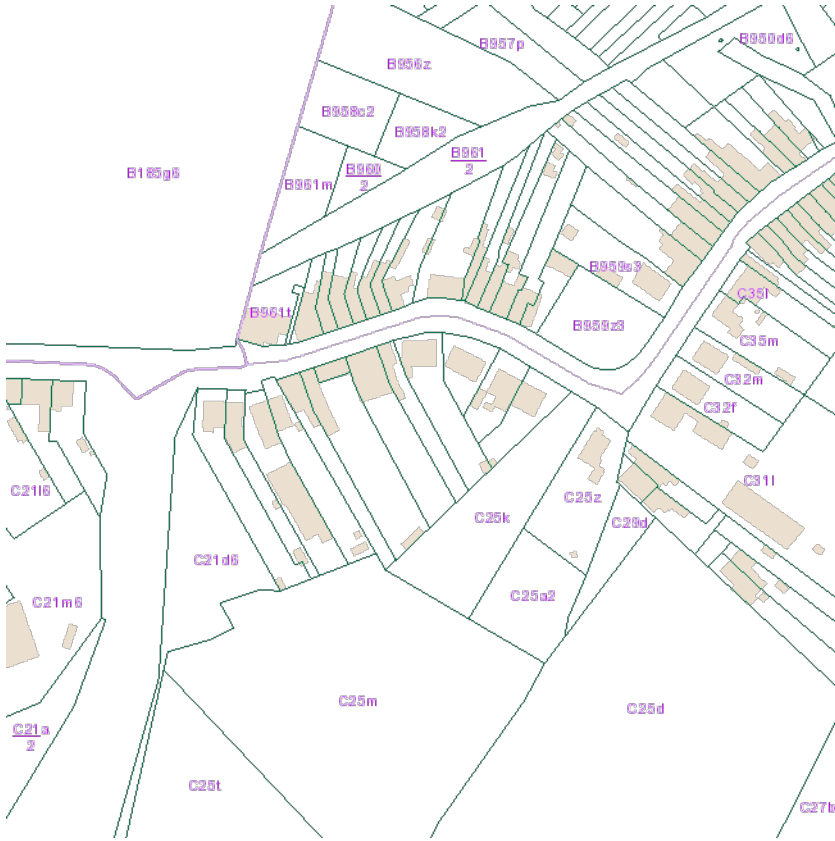 B957p
B950d6
B956z
B958c2
B958k2
B961
2
B960
2
B185g6
B961m
B959s3
C35l
B961t
B959z3
C35m
C32m
C32f
C31l
C21l6
C25k
C25z
C29d
C21d6
C25a2
C21m6
C25m
C25d
C21a
2
C25t
C27b